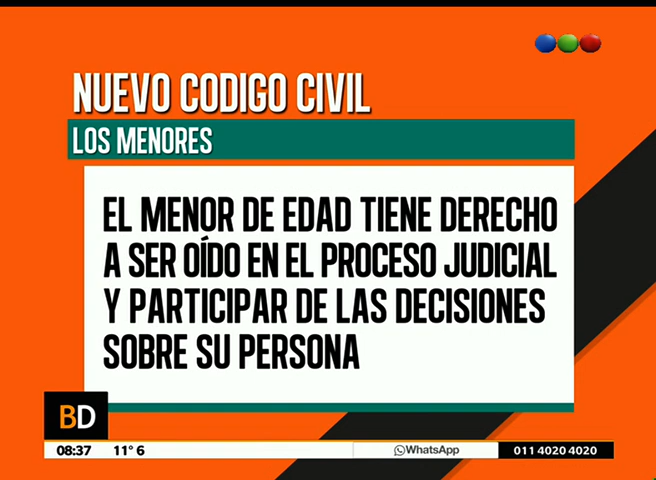 NUEVO CODIGO CIVIL
LOS MENORES
EL MENOR DE EDAD TIENE DERECHO
A SER OÍDO EN EL PROCESO JUDICIAL
Y PARTICIPAR DE LAS DECISIONES
SOBRE SU PERSONA
BD
08:37 11° 6 WhatsApp 011 4020 4020